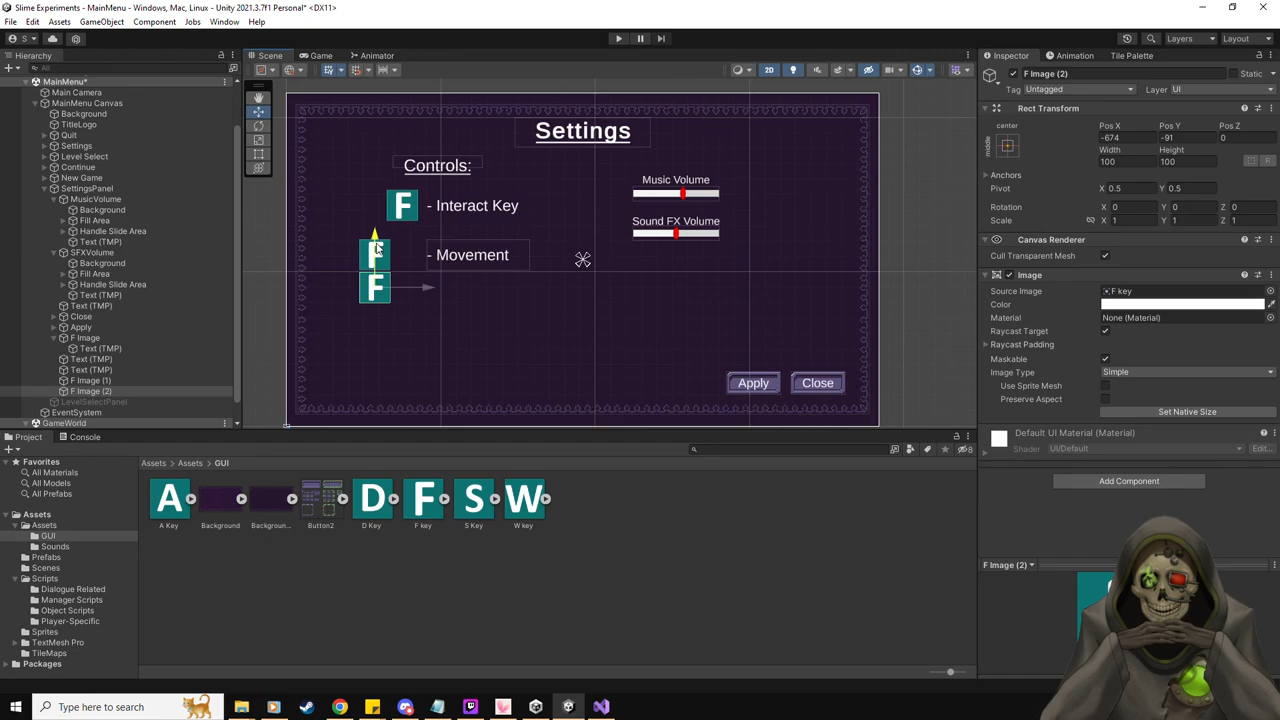 Slime Experiments - MainMenu - Windows, Mac, Linux - Unity 2021.3.7f1 Personal* <DX11>
File Edit Assets GameObject Component Jobs Window Help
S Layers Layout
Hierarchy Scene Game Animator Inspector Animation Tile Palette
All
2D
MainMenu*
Main Camera
MainMenu Canvas
Background
TitleLogo
Quit
Settings
Level Select
Continue
New Game
SettingsPanel
MusicVolume
Background
Fill Area
Handle Slide Area
Text (TMP)
SFXVolume
Background
Fill Area
Handle Slide Area
Text (TMP)
Text (TMP)
Close
Apply
F Image
Text (TMP)
Text (TMP)
Text (TMP)
F Image (1)
F Image (2)
LevelSelectPanel
EventSystem
GameWorld
Settings
Controls:
F - Interact Key
F - Movement
F
Music Volume
Sound FX Volume
Apply Close
F Image (2) Static
Tag Untagged Layer UI
Rect Transform
center
middle
Pos X Pos Y Pos Z
-674 -91 0
Width Height
100 100
R
Anchors
Pivot X 0.5 Y 0.5
Rotation X 0 Y 0 Z 0
Scale X 1 Y 1 Z 1
Canvas Renderer
Cull Transparent Mesh
Image
Source Image F key
Color
Material None (Material)
Raycast Target
Raycast Padding
Maskable
Image Type Simple
Use Sprite Mesh
Preserve Aspect
Set Native Size
Default UI Material (Material)
Shader UI/Default Edit...
Add Component
F Image (2)
Project Console
8
Favorites
All Materials
All Models
All Prefabs
Assets
Assets
GUI
Sounds
Prefabs
Scenes
Scripts
Dialogue Related
Manager Scripts
Object Scripts
Player-Specific
Sprites
TextMesh Pro
TileMaps
Packages
Assets > Assets > GUI
A D F S W
A Key Background Backgroun... Button2 D Key F key S Key W key
Type here to search